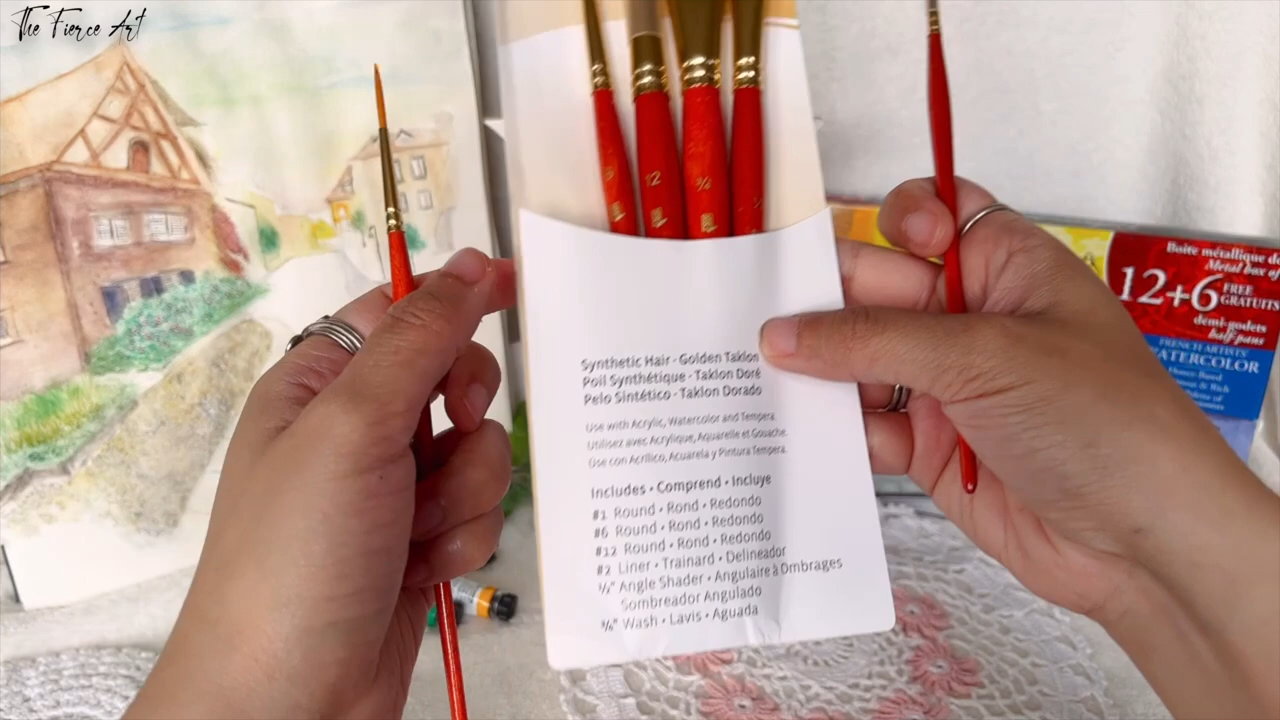 The Fierce Art
12
3/4
Synthetic Hair - Golden Taklon
Poil Synthétique - Taklon Doré
Pelo Sintético - Taklon Dorado
Use with Acrylic, Watercolor and Tempera.
Utilisez avec Acrylique, Aquarelle et Gouache.
Use con Acrílico, Acuarela y Pintura Tempera.
Includes • Comprend • Incluye
#1 Round • Rond • Redondo
#6 Round • Rond • Redondo
#12 Round • Rond • Redondo
#2 Liner • Trainard • Delineador
1/2" Angle Shader • Angulaire à Ombrages
Sombreador Angulado
3/4" Wash • Lavis • Aguada
Boîte métallique de
Metal box of
12+6 FREE
GRATUITS
demi-godets
half-pans
FRENCH ARTISTS'
WATERCOLOR
Honey-Based